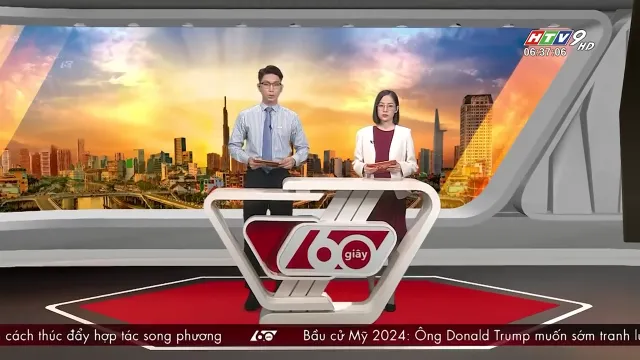 HTV9 HD
06:37:06
60 giây
cách thúc đẩy hợp tác song phương 60 Bầu cử Mỹ 2024: Ông Donald Trump muốn sớm tranh